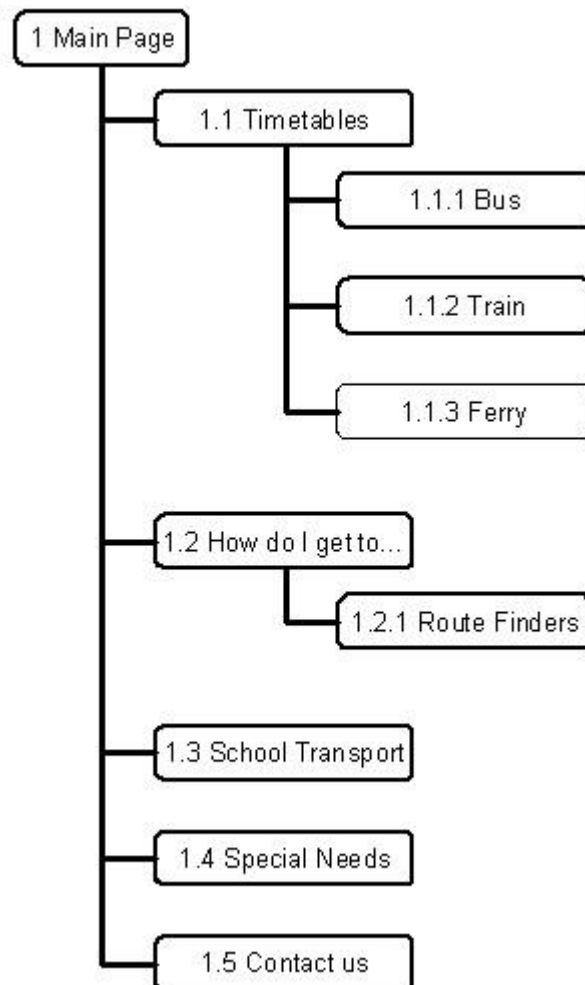 1 Main Page
1.1 Timetables
1.1.1 Bus
1.1.2 Train
1.1.3 Ferry
1.2 How do I get to...
1.2.1 Route Finders
1.3 School Transport
1.4 Special Needs
1.5 Contact us